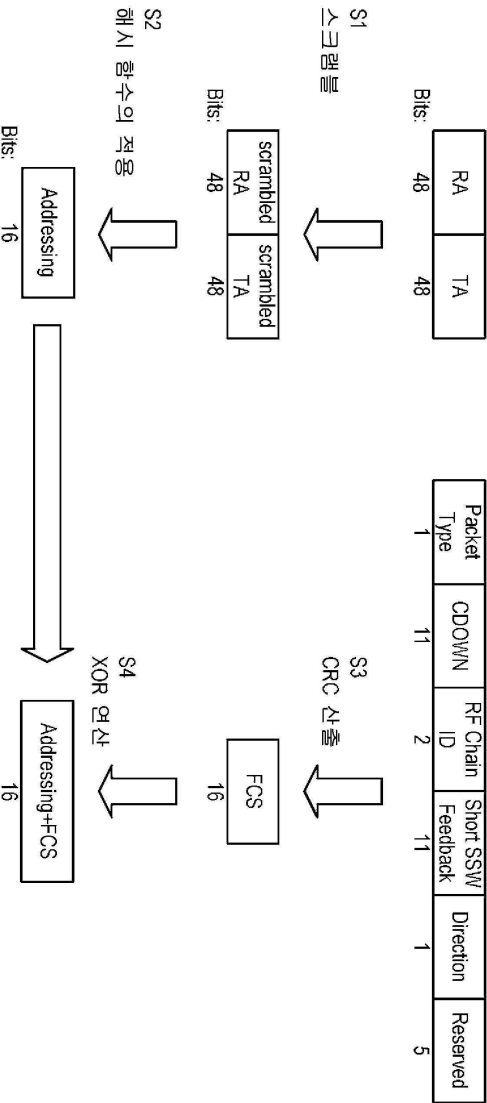 RA TA
Bits: 48 48
S1
스크램블
scrambled RA scrambled TA
Bits: 48 48
S2
해시 함수의 적용
Addressing
Bits: 16
Packet Type CDOWN RF Chain ID Short SSW Feedback Direction Reserved
1 11 2 11 1 5
S3
CRC 산출
FCS
16
S4
XOR 연산
Addressing+FCS
16